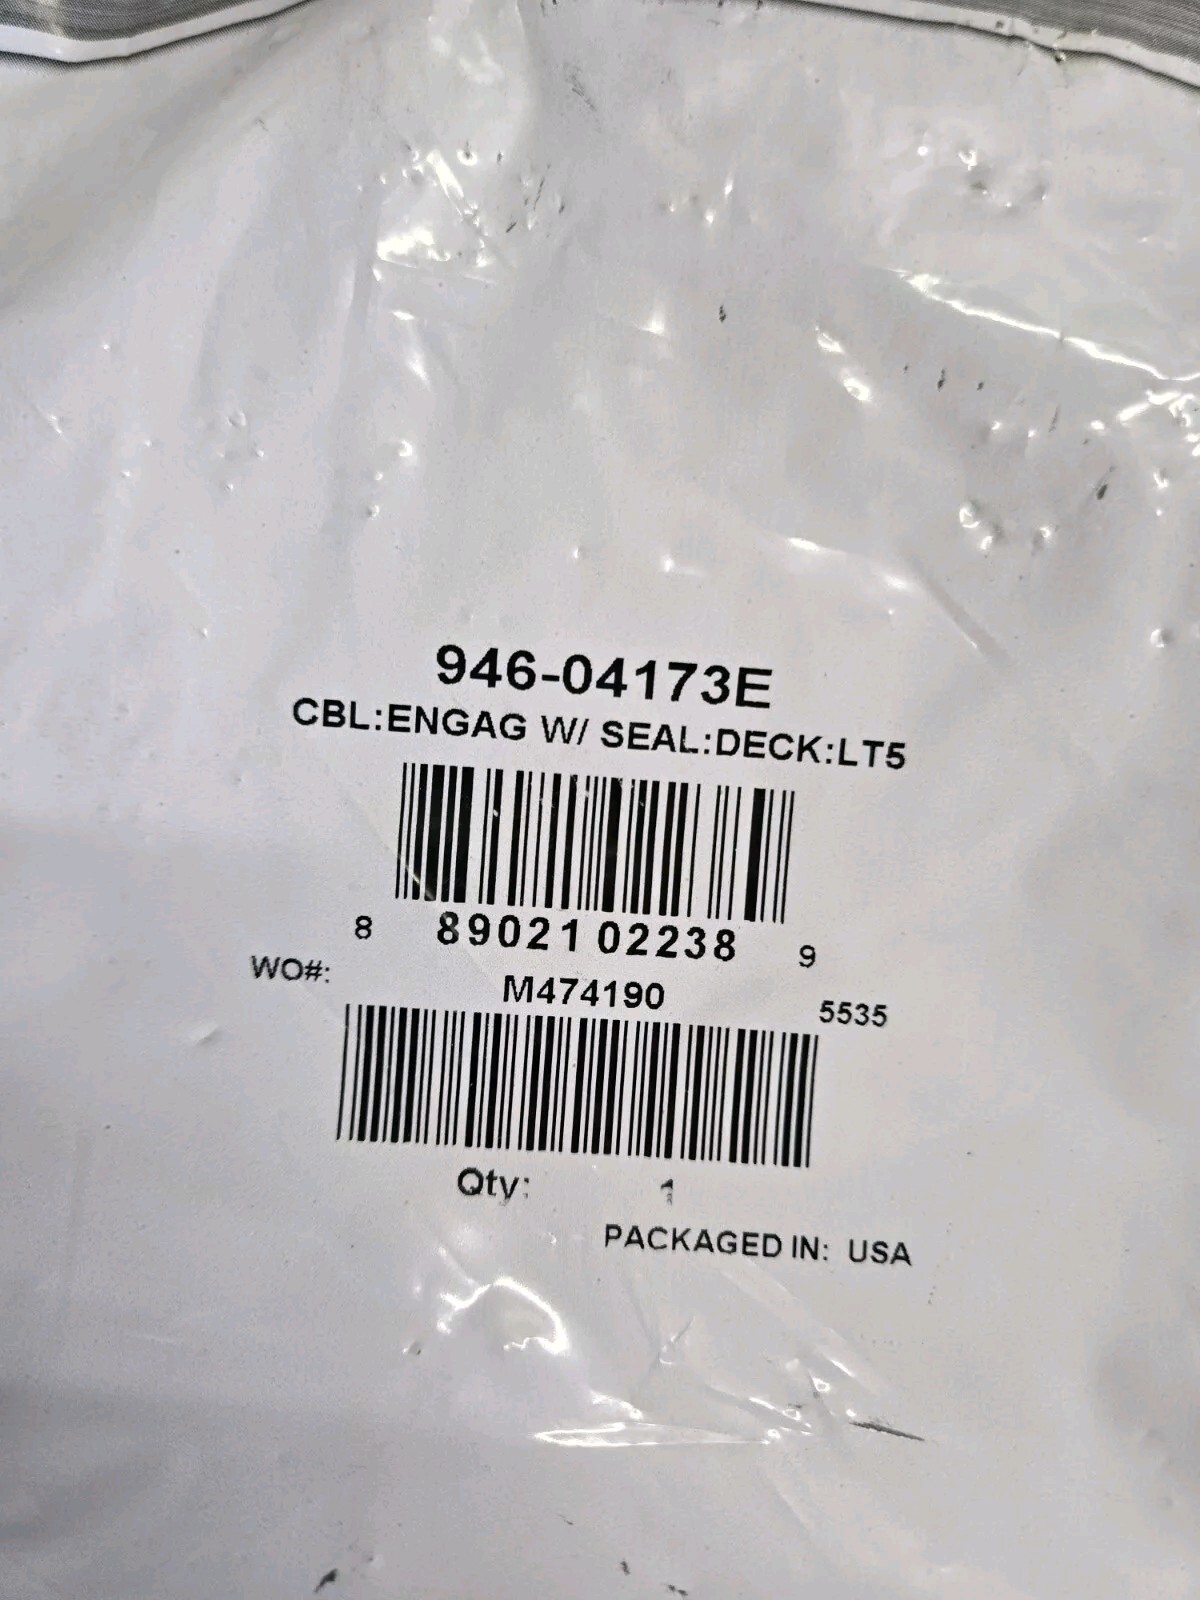 946-04173E
CBL:ENGAG W/ SEAL:DECK:LT5
8 89021 02238 9
WO#: M474190 5535
Qty: 1
PACKAGED IN: USA